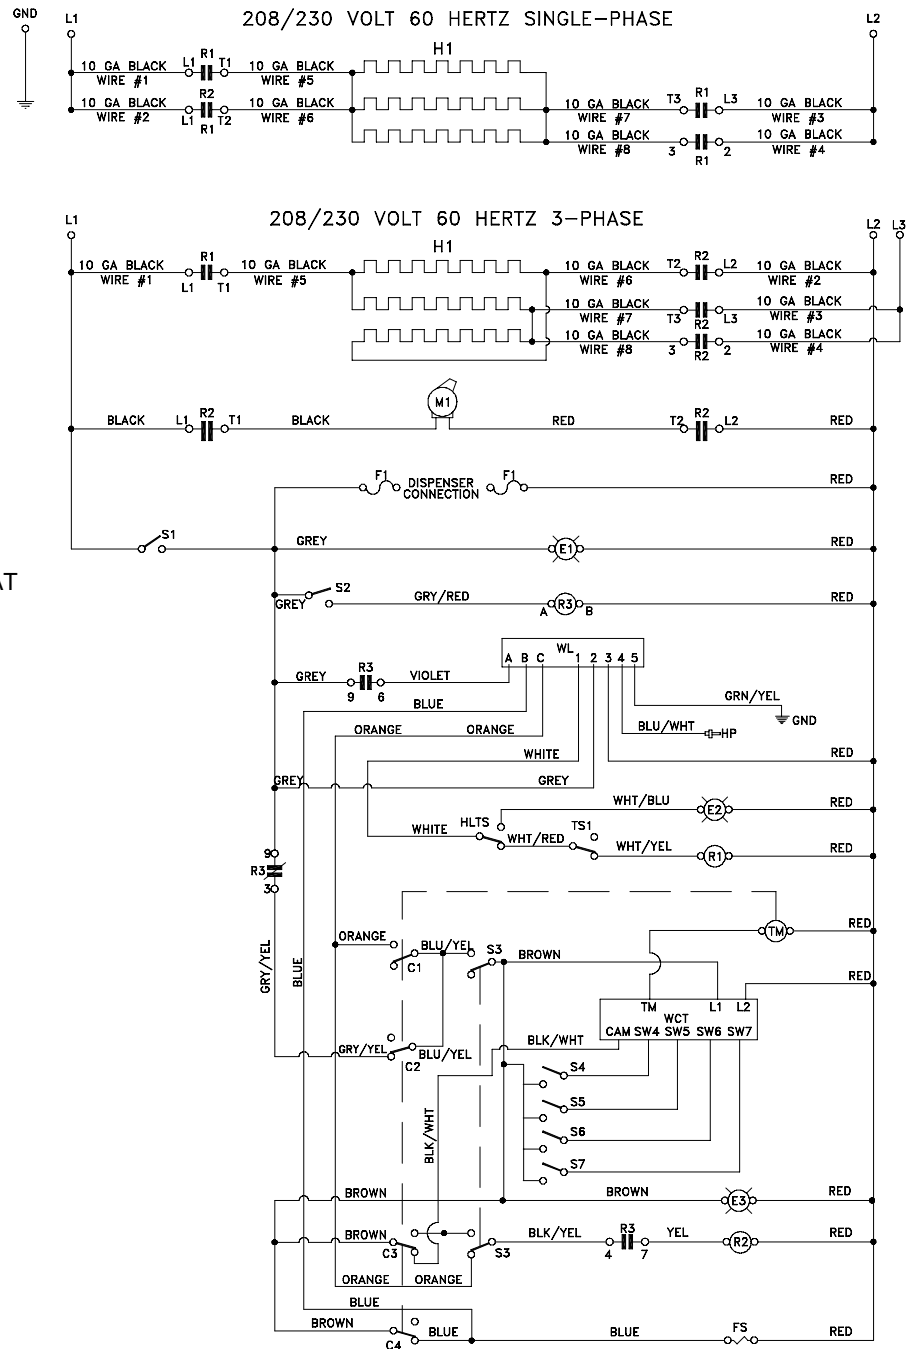 GND
L1
208/230 VOLT 60 HERTZ SINGLE-PHASE
L2
H1
10 GA BLACK
WIRE #1
L1
R1
T1
10 GA BLACK
WIRE #5
10 GA BLACK
WIRE #2
L1
R2
R1
T2
10 GA BLACK
WIRE #6
10 GA BLACK
WIRE #7
T3
R1
L3
10 GA BLACK
WIRE #3
10 GA BLACK
WIRE #8
3
R1
2
10 GA BLACK
WIRE #4
L1
208/230 VOLT 60 HERTZ 3-PHASE
L2
L3
H1
10 GA BLACK
WIRE #1
L1
R1
T1
10 GA BLACK
WIRE #5
10 GA BLACK
WIRE #6
T2
R2
L2
10 GA BLACK
WIRE #2
10 GA BLACK
WIRE #7
T3
R2
L3
10 GA BLACK
WIRE #3
10 GA BLACK
WIRE #8
3
R2
2
10 GA BLACK
WIRE #4
M1
BLACK
L1
R2
T1
BLACK
RED
T2
R2
L2
RED
F1
DISPENSER
CONNECTION
F1
RED
S1
GREY
E1
RED
AT
GREY
S2
GRY/RED
A
R3
B
RED
WL
A B C 1 2 3 4 5
GREY
R3
9
6
VIOLET
BLUE
GRN/YEL
GND
ORANGE
ORANGE
BLU/WHT
HP
WHITE
RED
GREY
GREY
WHT/BLU
E2
RED
WHITE
HLTS
WHT/RED
TS1
WHT/YEL
R1
RED
9
R3
3
TM
RED
ORANGE
BLU/YEL
C1
S3
BROWN
GRY/YEL
BLUE
RED
TM
L1
L2
WCT
CAM SW4 SW5 SW6 SW7
GRY/YEL
C2
BLU/YEL
BLK/WHT
S4
S5
S6
S7
BLK/WHT
BROWN
BROWN
E3
RED
BROWN
C3
S3
BLK/YEL
R3
4
7
YEL
R2
RED
ORANGE
ORANGE
BLUE
BROWN
C4
BLUE
BLUE
FS
RED